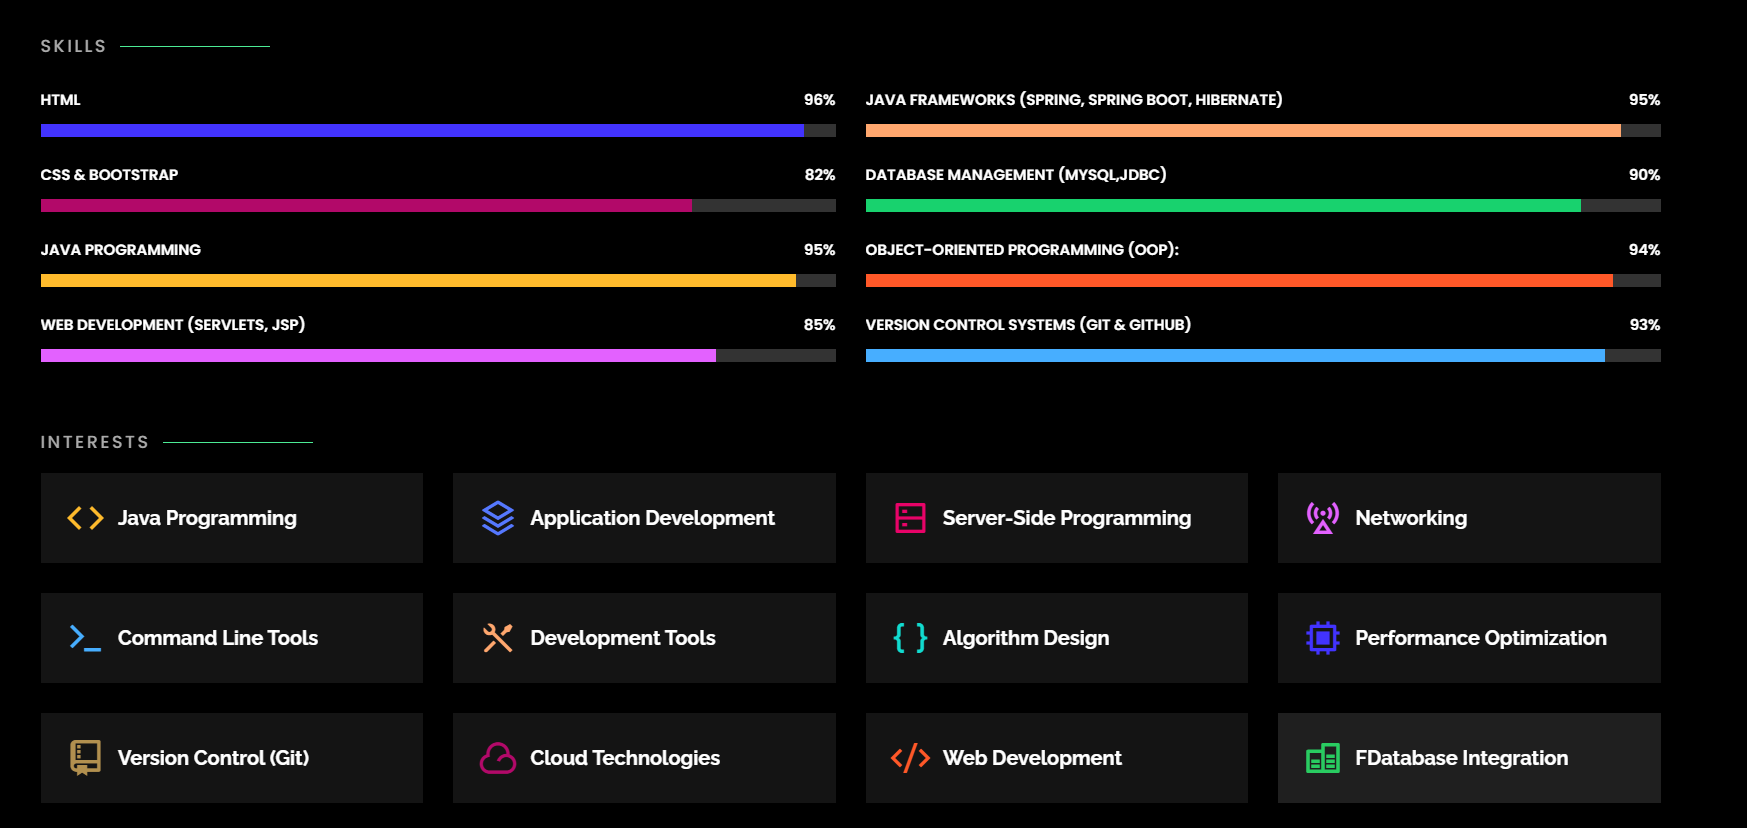 SKILLS
HTML 96%
JAVA FRAMEWORKS (SPRING, SPRING BOOT, HIBERNATE) 95%
CSS & BOOTSTRAP 82%
DATABASE MANAGEMENT (MYSQL,JDBC) 90%
JAVA PROGRAMMING 95%
OBJECT-ORIENTED PROGRAMMING (OOP): 94%
WEB DEVELOPMENT (SERVLETS, JSP) 85%
VERSION CONTROL SYSTEMS (GIT & GITHUB) 93%
INTERESTS
Java Programming
Application Development
Server-Side Programming
Networking
Command Line Tools
Development Tools
Algorithm Design
Performance Optimization
Version Control (Git)
Cloud Technologies
Web Development
FDatabase Integration